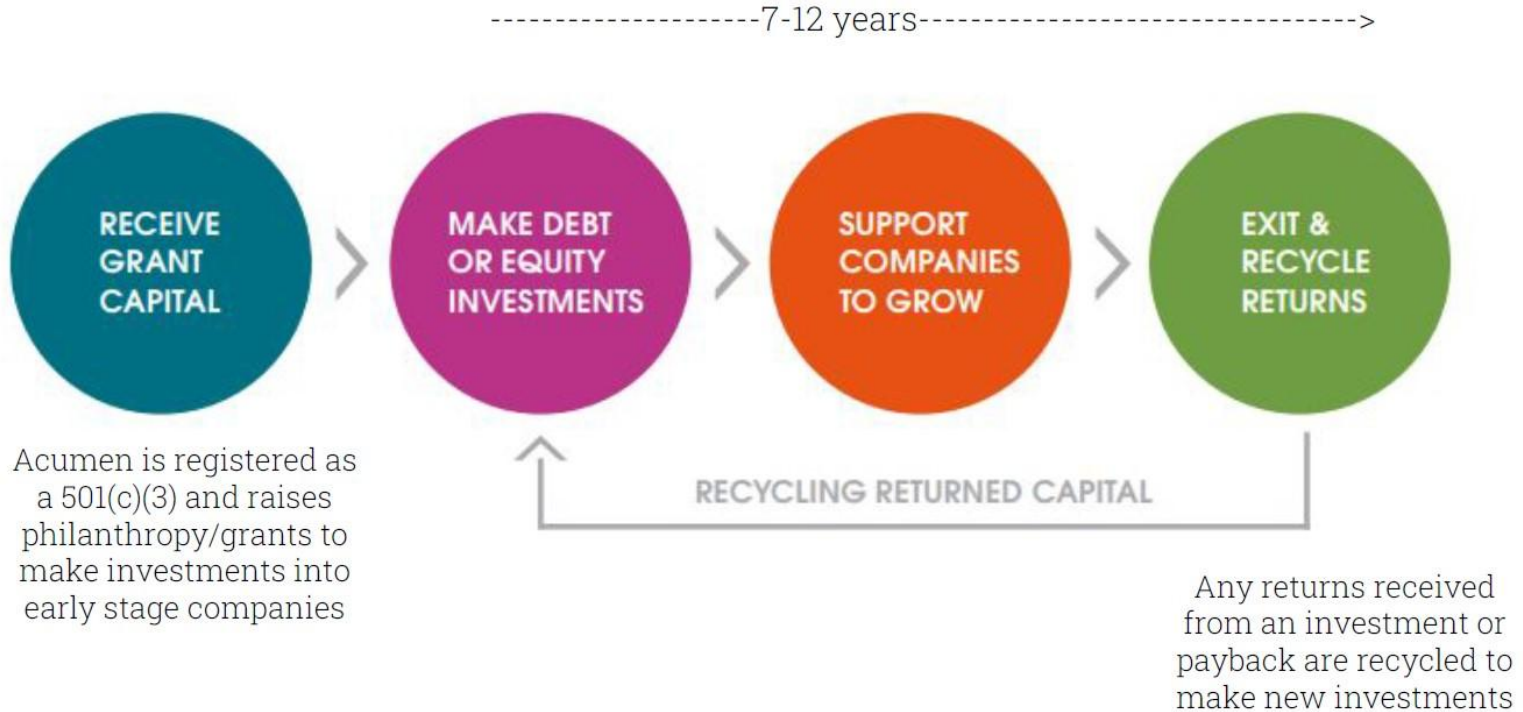 --------------------7-12 years--------------------------------->
RECEIVE
GRANT
CAPITAL
MAKE DEBT
OR EQUITY
INVESTMENTS
SUPPORT
COMPANIES
TO GROW
EXIT &
RECYCLE
RETURNS
Acumen is registered as
a 501(c)(3) and raises
philanthropy/grants to
make investments into
early stage companies
RECYCLING RETURNED CAPITAL
Any returns received
from an investment or
payback are recycled to
make new investments